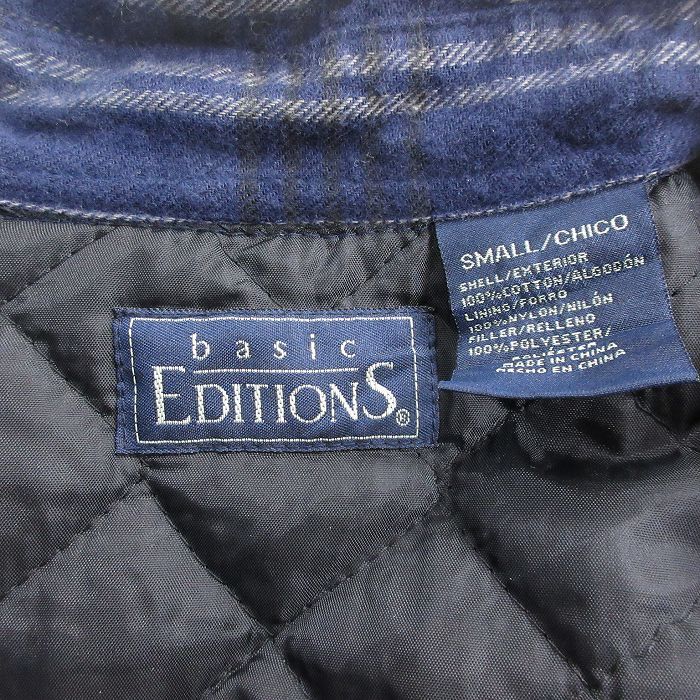 basic
EDITIONS®
SMALL/CHICO
SHELL/EXTERIOR
100%COTTON/ALGODÓN
LINING/FORRO
100%NYLON/NILÓN
FILLER/RELLENO
100%POLYESTER/
POLIÉSTER
MADE IN CHINA
HECHO EN CHINA